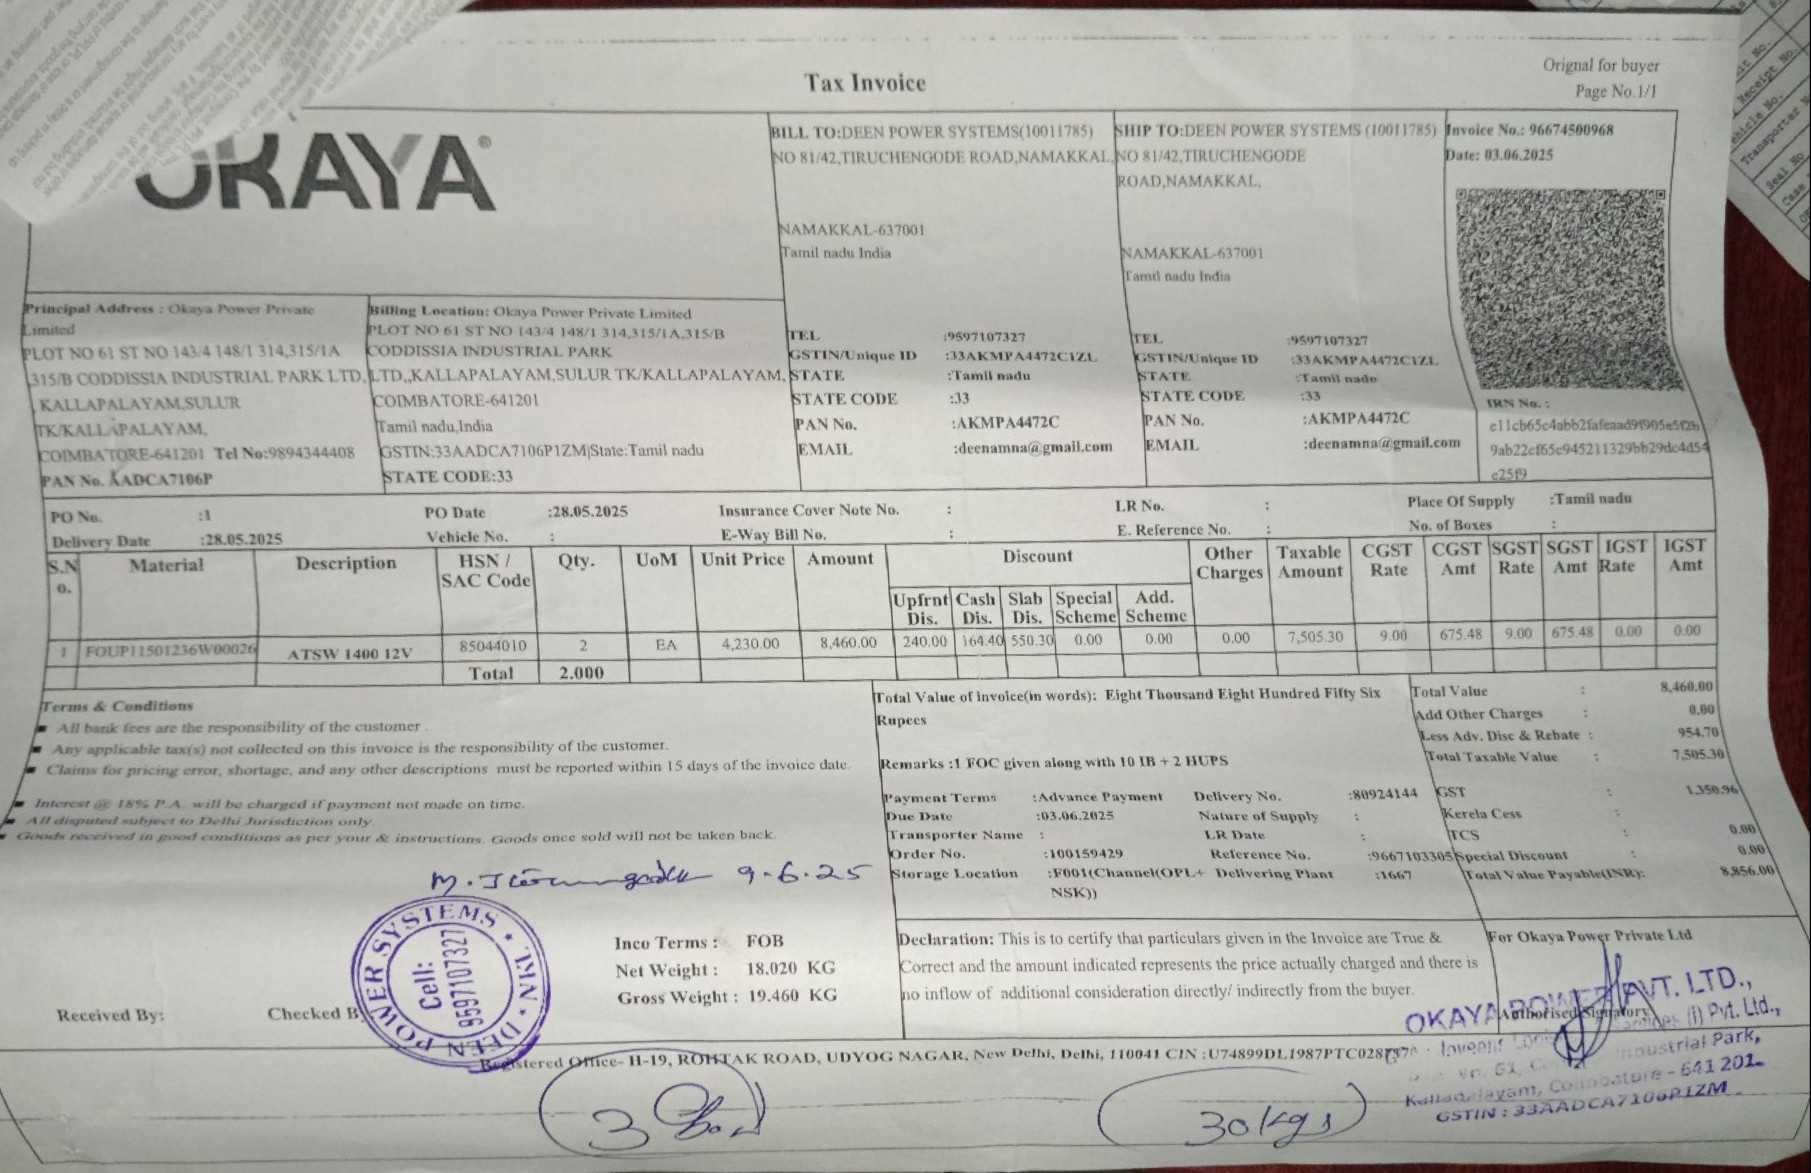 Tax Invoice
Orignal for buyer
Page No.1/1
OKAYA®
BILL TO:DEEN POWER SYSTEMS(10011785)
NO 81/42,TIRUCHENGODE ROAD,NAMAKKAL,
NAMAKKAL-637001
Tamil nadu India
TEL :9597107327
GSTIN/Unique ID :33AKMPA4472C1ZL
STATE :Tamil nadu
STATE CODE :33
PAN No. :AKMPA4472C
EMAIL :deenamna@gmail.com
SHIP TO:DEEN POWER SYSTEMS (10011785)
NO 81/42,TIRUCHENGODE
ROAD,NAMAKKAL,
NAMAKKAL-637001
Tamil nadu India
TEL :9597107327
GSTIN/Unique ID :33AKMPA4472C1ZL
STATE :Tamil nadu
STATE CODE :33
PAN No. :AKMPA4472C
EMAIL :deenamna@gmail.com
Invoice No.: 96674500968
Date: 03.06.2025
IRN No. :
Principal Address : Okaya Power Private
Limited
PLOT NO 61 ST NO 143/4 148/1 314,315/1A
,315/B CODDISSIA INDUSTRIAL PARK LTD,
, KALLAPALAYAM,SULUR
TK/KALLAPALAYAM,
COIMBATORE-641201 Tel No:9894344408
PAN No. AADCA7106P
Billing Location: Okaya Power Private Limited
PLOT NO 61 ST NO 143/4 148/1 314,315/1A,315/B
CODDISSIA INDUSTRIAL PARK
LTD,,KALLAPALAYAM,SULUR TK/KALLAPALAYAM,
COIMBATORE-641201
Tamil nadu,India
GSTIN:33AADCA7106P1ZM|State:Tamil nadu
STATE CODE:33
PO No. :1 PO Date :28.05.2025 Insurance Cover Note No. : LR No. : Place Of Supply :Tamil nadu
Delivery Date :28.05.2025 Vehicle No. : E-Way Bill No. : E. Reference No. : No. of Boxes :
S.No. Material Description HSN / SAC Code Qty. UoM Unit Price Amount Discount Other Charges Taxable Amount CGST Rate CGST Amt SGST Rate SGST Amt IGST Rate IGST Amt
Upfrnt Dis. Cash Dis. Slab Dis. Special Scheme Add. Scheme
1 FOUP11501236W00026 ATSW 1400 12V 85044010 2 EA 4,230.00 8,460.00 240.00 164.40 550.30 0.00 0.00 0.00 7,505.30 9.00 675.48 9.00 675.48 0.00 0.00
Total 2.000
Terms & Conditions
All bank fees are the responsibility of the customer .
Any applicable tax(s) not collected on this invoice is the responsibility of the customer.
Claims for pricing error, shortage, and any other descriptions must be reported within 15 days of the invoice date.
Interest @ 18% P.A. will be charged if payment not made on time.
All disputed subject to Delhi Jurisdiction only.
Goods received in good conditions as per your & instructions. Goods once sold will not be taken back.
Total Value of invoice(in words): Eight Thousand Eight Hundred Fifty Six
Rupees
Remarks :1 FOC given along with 10 IB + 2 HUPS
Payment Terms :Advance Payment Delivery No. :80924144
Due Date :03.06.2025 Nature of Supply :
Transporter Name : LR Date :
Order No. :100159429 Reference No. :9667103305
Storage Location :F001(Channel(OPL+ NSK)) Delivering Plant :1667
Total Value : 8,460.00
Add Other Charges : 0.00
Less Adv. Disc & Rebate : 954.70
Total Taxable Value : 7,505.30
GST : 1,350.96
Kerela Cess :
TCS : 0.00
Special Discount : 0.00
Total Value Payable(INR): 8,856.00
9-6-25
DEEN POWER SYSTEMS * NKL *
Cell:
9597107327
Inco Terms : FOB
Net Weight : 18.020 KG
Gross Weight : 19.460 KG
Received By:
Checked B
Declaration: This is to certify that particulars given in the Invoice are True &
Correct and the amount indicated represents the price actually charged and there is
no inflow of additional consideration directly/ indirectly from the buyer.
For Okaya Power Private Ltd
Authorised Signatory
OKAYA POWER PVT. LTD.,
(I) Pvt. Ltd.,
Industrial Park,
Coimbatore - 641 201.
GSTIN : 33AADCA7106P1ZM
Registered Office- H-19, ROHTAK ROAD, UDYOG NAGAR, New Delhi, Delhi, 110041 CIN :U74899DL1987PTC028
3
30kgs